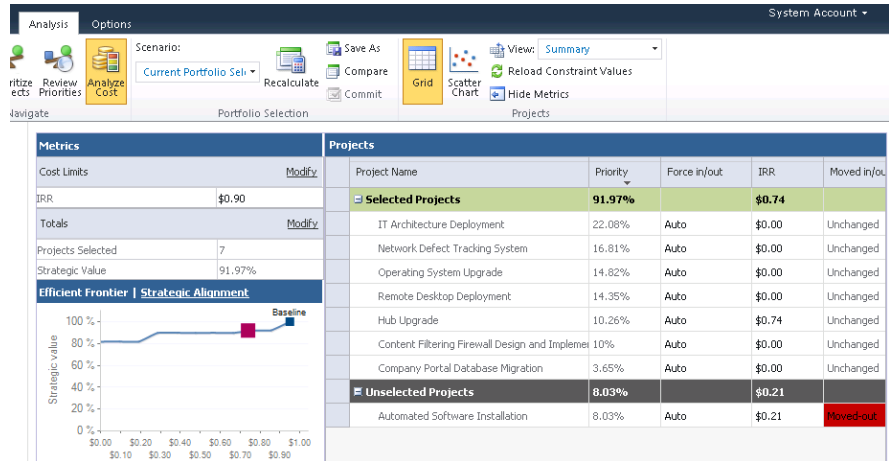 System Account
Analysis Options
ritize
ects
Review
Priorities
Analyze
Cost
Scenario:
Current Portfolio Sele
Recalculate
Save As
Compare
Commit
Grid
Scatter
Chart
View: Summary
Reload Constraint Values
Hide Metrics
Navigate Portfolio Selection Projects
Metrics
Cost Limits Modify
IRR $0.90
Totals Modify
Projects Selected 7
Strategic Value 91.97%
Efficient Frontier | Strategic Alignment
Baseline
Strategic value
100 %
80 %
60 %
40 %
20 %
0 %
$0.00 $0.20 $0.40 $0.60 $0.80 $1.00
$0.10 $0.30 $0.50 $0.70 $0.90
Projects
Project Name Priority Force in/out IRR Moved in/ou
Selected Projects 91.97% $0.74
IT Architecture Deployment 22.08% Auto $0.00 Unchanged
Network Defect Tracking System 16.81% Auto $0.00 Unchanged
Operating System Upgrade 14.82% Auto $0.00 Unchanged
Remote Desktop Deployment 14.35% Auto $0.00 Unchanged
Hub Upgrade 10.26% Auto $0.74 Unchanged
Content Filtering Firewall Design and Implemen 10% Auto $0.00 Unchanged
Company Portal Database Migration 3.65% Auto $0.00 Unchanged
Unselected Projects 8.03% $0.21
Automated Software Installation 8.03% Auto $0.21 Moved-out